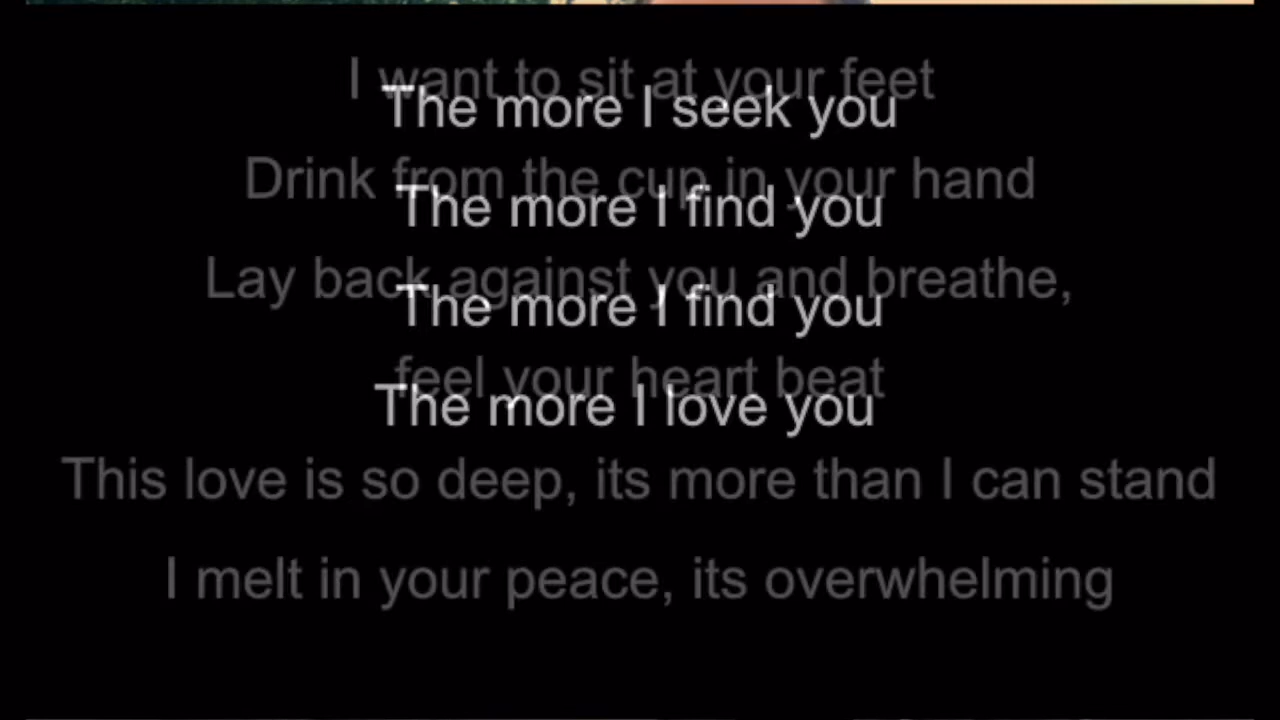 I want to sit at your feet
The more I seek you
Drink from the cup in your hand
The more I find you
Lay back against you and breathe,
The more I find you
feel your heart beat
The more I love you
This love is so deep, its more than I can stand
I melt in your peace, its overwhelming